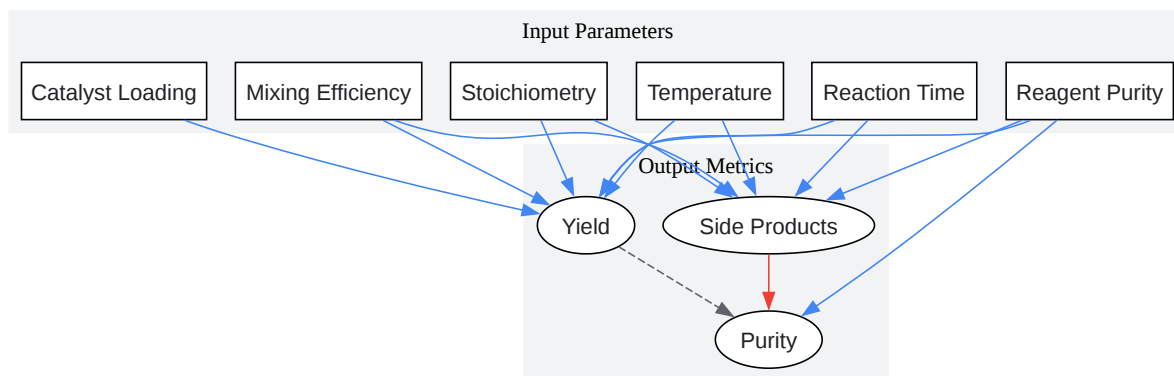 Input Parameters
Catalyst Loading
Mixing Efficiency
Stoichiometry
Temperature
Reaction Time
Reagent Purity
Output Metrics
Yield
Side Products
Purity